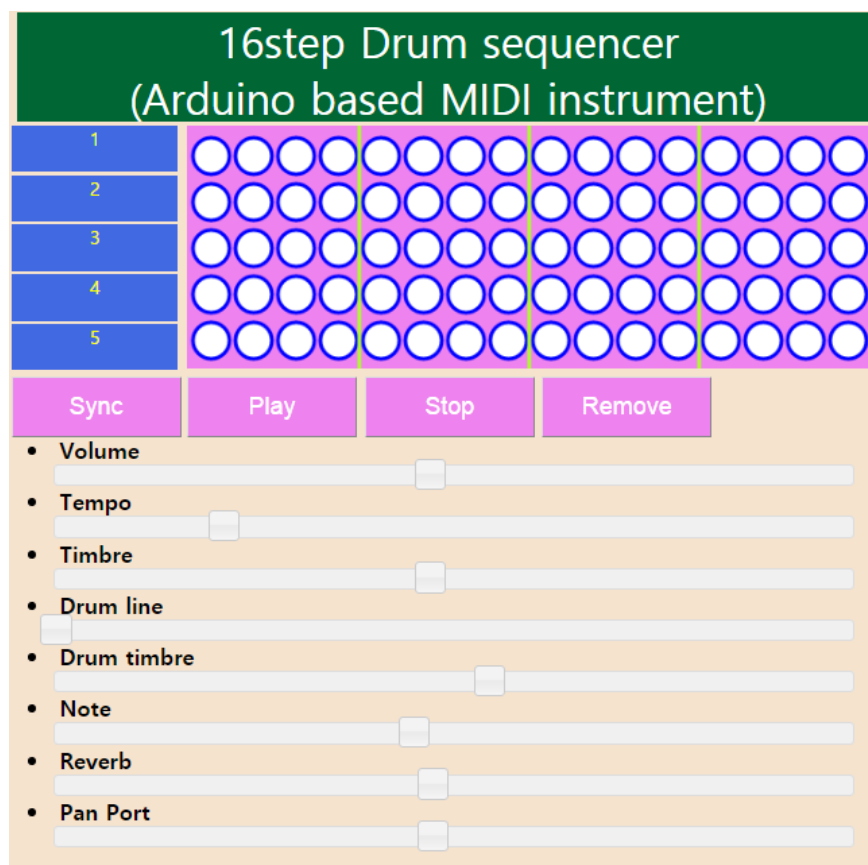 16step Drum sequencer
(Arduino based MIDI instrument)
1
2
3
4
5
Sync Play Stop Remove
Volume
Tempo
Timbre
Drum line
Drum timbre
Note
Reverb
Pan Port